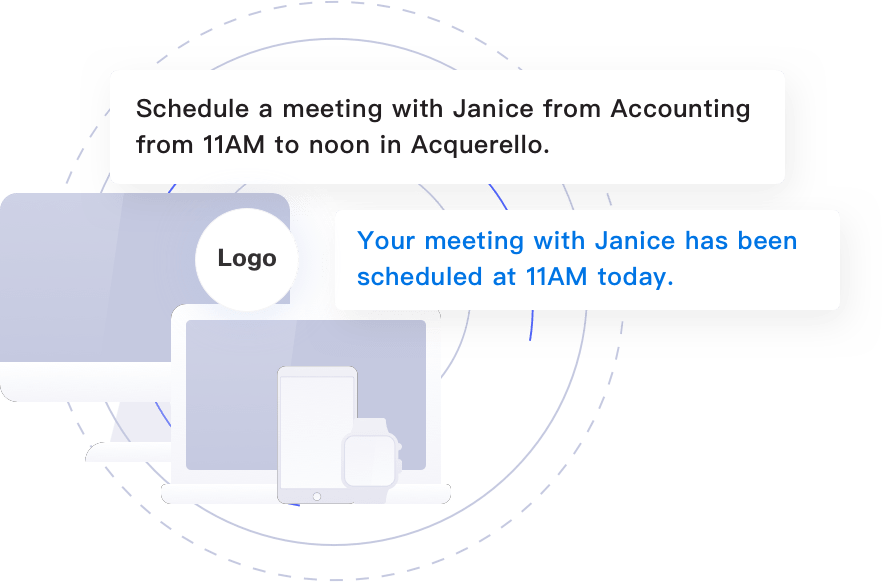 Schedule a meeting with Janice from Accounting
from 11AM to noon in Acquerello.
Logo
Your meeting with Janice has been
scheduled at 11AM today.